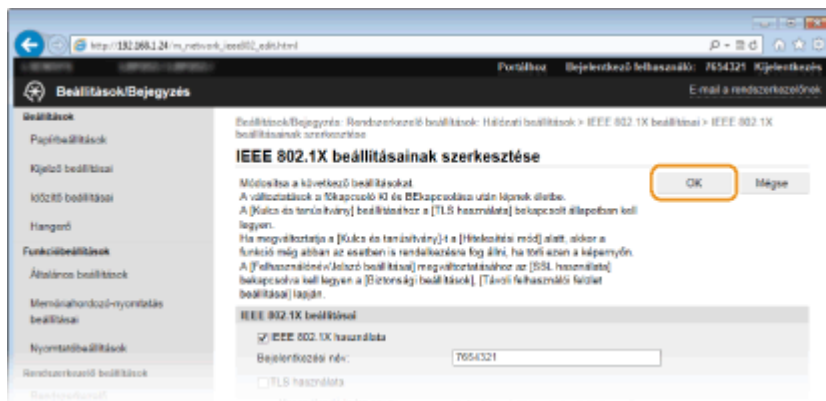 http://192.168.1.24/m_network_ieee802_edit.html
Portálhoz Bejelentkező felhasználó: 7654321 Kijelentkezés
Beállítások/Bejegyzés
E-mail a rendszerkezelőnek
Beállítások
Papírbeállítások
Kijelző beállításai
Időzítő beállításai
Hangerő
Funkcióbeállítások
Általános beállítások
Memóriahordozó-nyomtatás
beállításai
Nyomtatóbeállítások
Rendszerkezelő beállítások
Beállítások/Bejegyzés: Rendszerkezelő beállítások: Hálózati beállítások > IEEE 802.1X beállításai > IEEE 802.1X
beállításainak szerkesztése
IEEE 802.1X beállításainak szerkesztése
OK Mégse
Módosítsa a következő beállításokat.
A változtatások a főkapcsoló KI és BEkapcsolása után lépnek életbe.
A [Kulcs és tanúsítvány] beállításához a [TLS használata] bekapcsolt állapotban kell
legyen.
Ha megváltoztatja a [Kulcs és tanúsítvány]-t a [Hitelesítési mód] alatt, akkor a
funkció még abban az esetben is rendelkezésre fog állni, ha törli ezen a képernyőn.
A [Felhasználónév/Jelszó beállításai] megváltoztatásához az [SSL használata]
bekapcsolva kell legyen a [Biztonsági beállítások], [Távoli felhasználói felület
beállításai] lapján.
IEEE 802.1X beállításai
IEEE 802.1X használata
Bejelentkezési név: 7654321
TLS használata